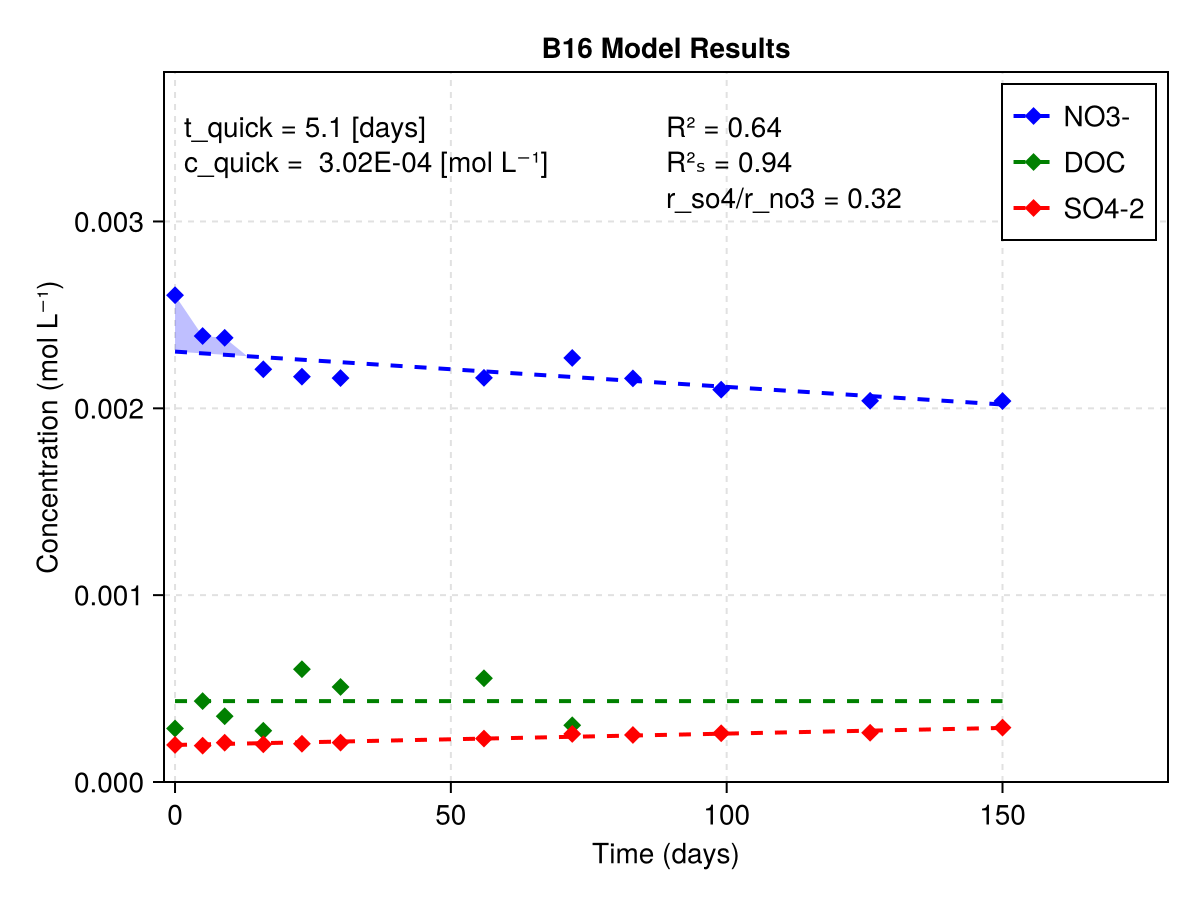 B16 Model Results
t_quick = 5.1 [days]
c_quick =  3.02E-04 [mol L⁻¹]
R² = 0.64
R²ₛ = 0.94
r_so4/r_no3 = 0.32
NO3-
DOC
SO4-2
Concentration (mol L⁻¹)
0.003
0.002
0.001
0.000
0 50 100 150
Time (days)